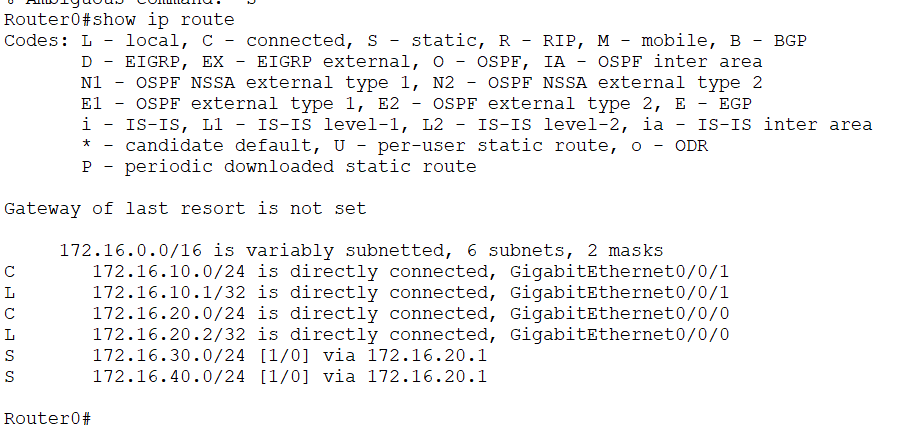 % Ambiguous command: "S"
Router0#show ip route
Codes: L - local, C - connected, S - static, R - RIP, M - mobile, B - BGP
       D - EIGRP, EX - EIGRP external, O - OSPF, IA - OSPF inter area
       N1 - OSPF NSSA external type 1, N2 - OSPF NSSA external type 2
       E1 - OSPF external type 1, E2 - OSPF external type 2, E - EGP
       i - IS-IS, L1 - IS-IS level-1, L2 - IS-IS level-2, ia - IS-IS inter area
       * - candidate default, U - per-user static route, o - ODR
       P - periodic downloaded static route
Gateway of last resort is not set
     172.16.0.0/16 is variably subnetted, 6 subnets, 2 masks
C       172.16.10.0/24 is directly connected, GigabitEthernet0/0/1
L       172.16.10.1/32 is directly connected, GigabitEthernet0/0/1
C       172.16.20.0/24 is directly connected, GigabitEthernet0/0/0
L       172.16.20.2/32 is directly connected, GigabitEthernet0/0/0
S       172.16.30.0/24 [1/0] via 172.16.20.1
S       172.16.40.0/24 [1/0] via 172.16.20.1
Router0#